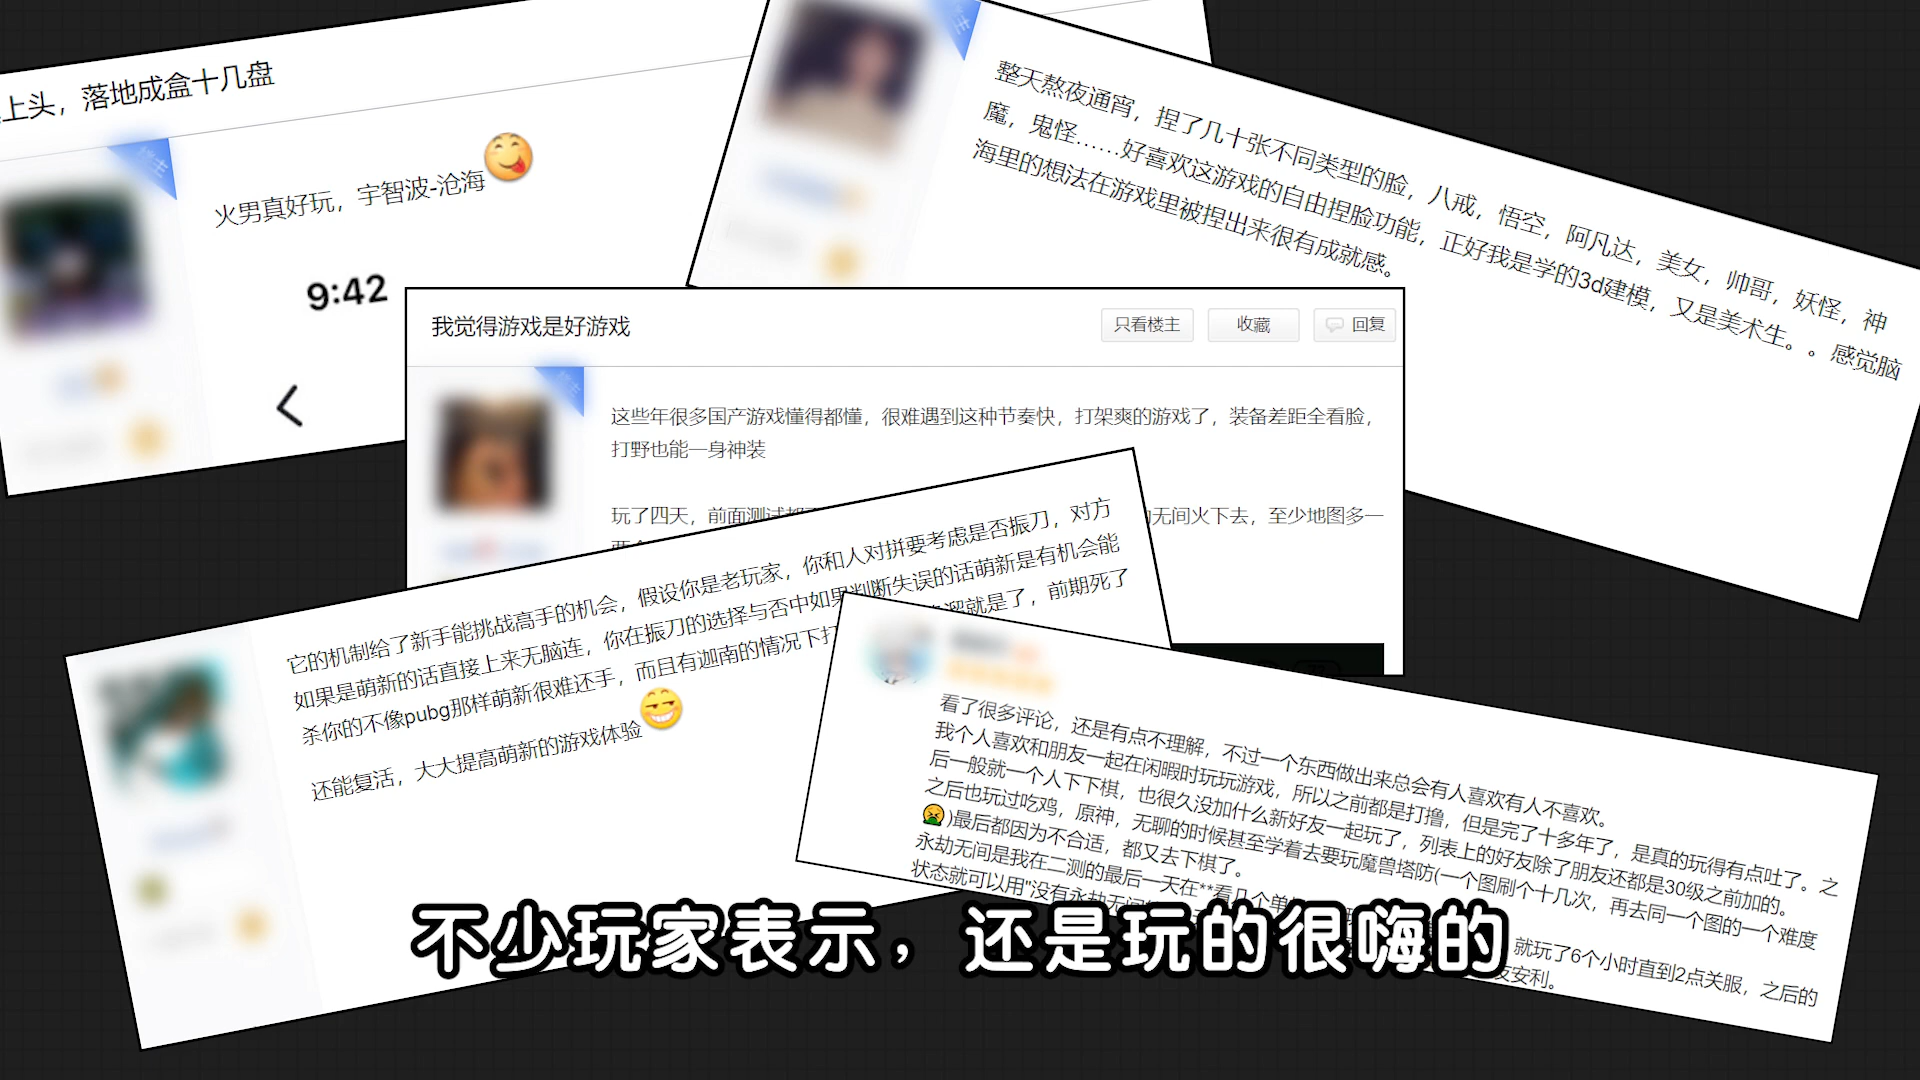 上头，落地成盒十几盘
火男真好玩，宇智波-沧海
9:42
整天熬夜通宵，捏了几十张不同类型的脸，八戒，悟空，阿凡达，美女，帅哥，妖怪，神
魔，鬼怪……好喜欢这游戏的自由捏脸功能，正好我是学的3d建模，又是美术生。。感觉脑
海里的想法在游戏里被捏出来很有成就感。
我觉得游戏是好游戏
只看楼主
收藏
回复
这些年很多国产游戏懂得都懂，很难遇到这种节奏快，打架爽的游戏了，装备差距全看脸，
打野也能一身神装
玩了四天，前面测试都 无间火下去，至少地图多一
它的机制给了新手能挑战高手的机会，假设你是老玩家，你和人对拼要考虑是否振刀，对方
如果是萌新的话直接上来无脑连，你在振刀的选择与否中如果判断失误的话萌新是有机会能
杀你的不像pubg那样萌新很难还手，而且有迦南的情况下打 溜就是了，前期死了
还能复活，大大提高萌新的游戏体验
看了很多评论，还是有点不理解，不过一个东西做出来总会有人喜欢有人不喜欢。
我个人喜欢和朋友一起在闲暇时玩玩游戏，所以之前都是打撸，但是完了十多年了，是真的玩得有点吐了。之
后一般就一个人下下棋，也很久没加什么新好友一起玩了，列表上的好友除了朋友还都是30级之前加的。
之后也玩过吃鸡，原神，无聊的时候甚至学着去要玩魔兽塔防(一个图刷个十几次，再去同一个图的一个难度
)最后都因为不合适，都又去下棋了。
永劫无间是我在二测的最后一天在**看几个单 就玩了6个小时直到2点关服，之后的
状态就可以用"没有永劫无间 安利。
不少玩家表示，还是玩的很嗨的